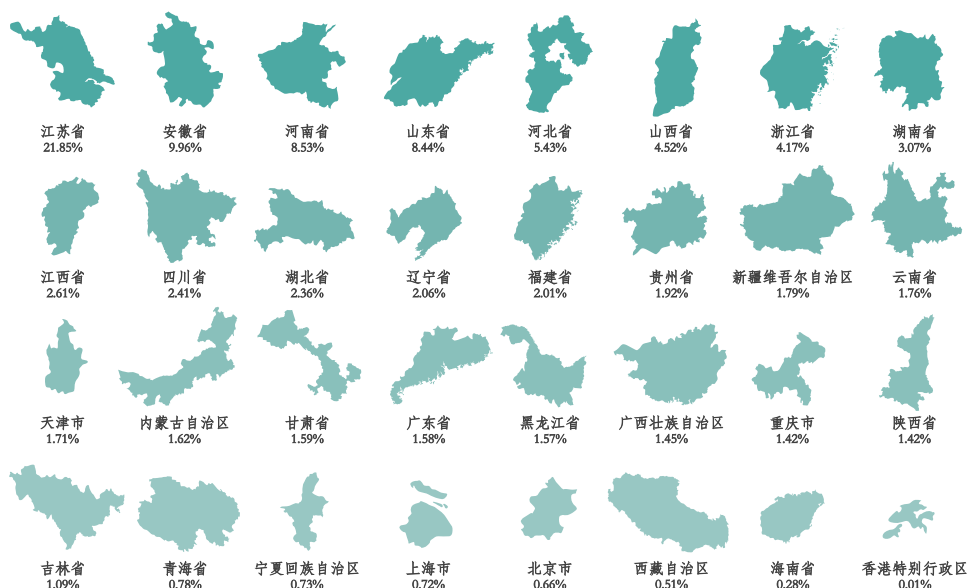 江苏省 安徽省 河南省 山东省 河北省 山西省 浙江省 湖南省
21.85% 9.96% 8.53% 8.44% 5.43% 4.52% 4.17% 3.07%
江西省 四川省 湖北省 辽宁省 福建省 贵州省 新疆维吾尔自治区 云南省
2.61% 2.41% 2.36% 2.06% 2.01% 1.92% 1.79% 1.76%
天津市 内蒙古自治区 甘肃省 广东省 黑龙江省 广西壮族自治区 重庆市 陕西省
1.71% 1.62% 1.59% 1.58% 1.57% 1.45% 1.42% 1.42%
吉林省 青海省 宁夏回族自治区 上海市 北京市 西藏自治区 海南省 香港特别行政区
1.09% 0.78% 0.73% 0.72% 0.66% 0.51% 0.28% 0.01%